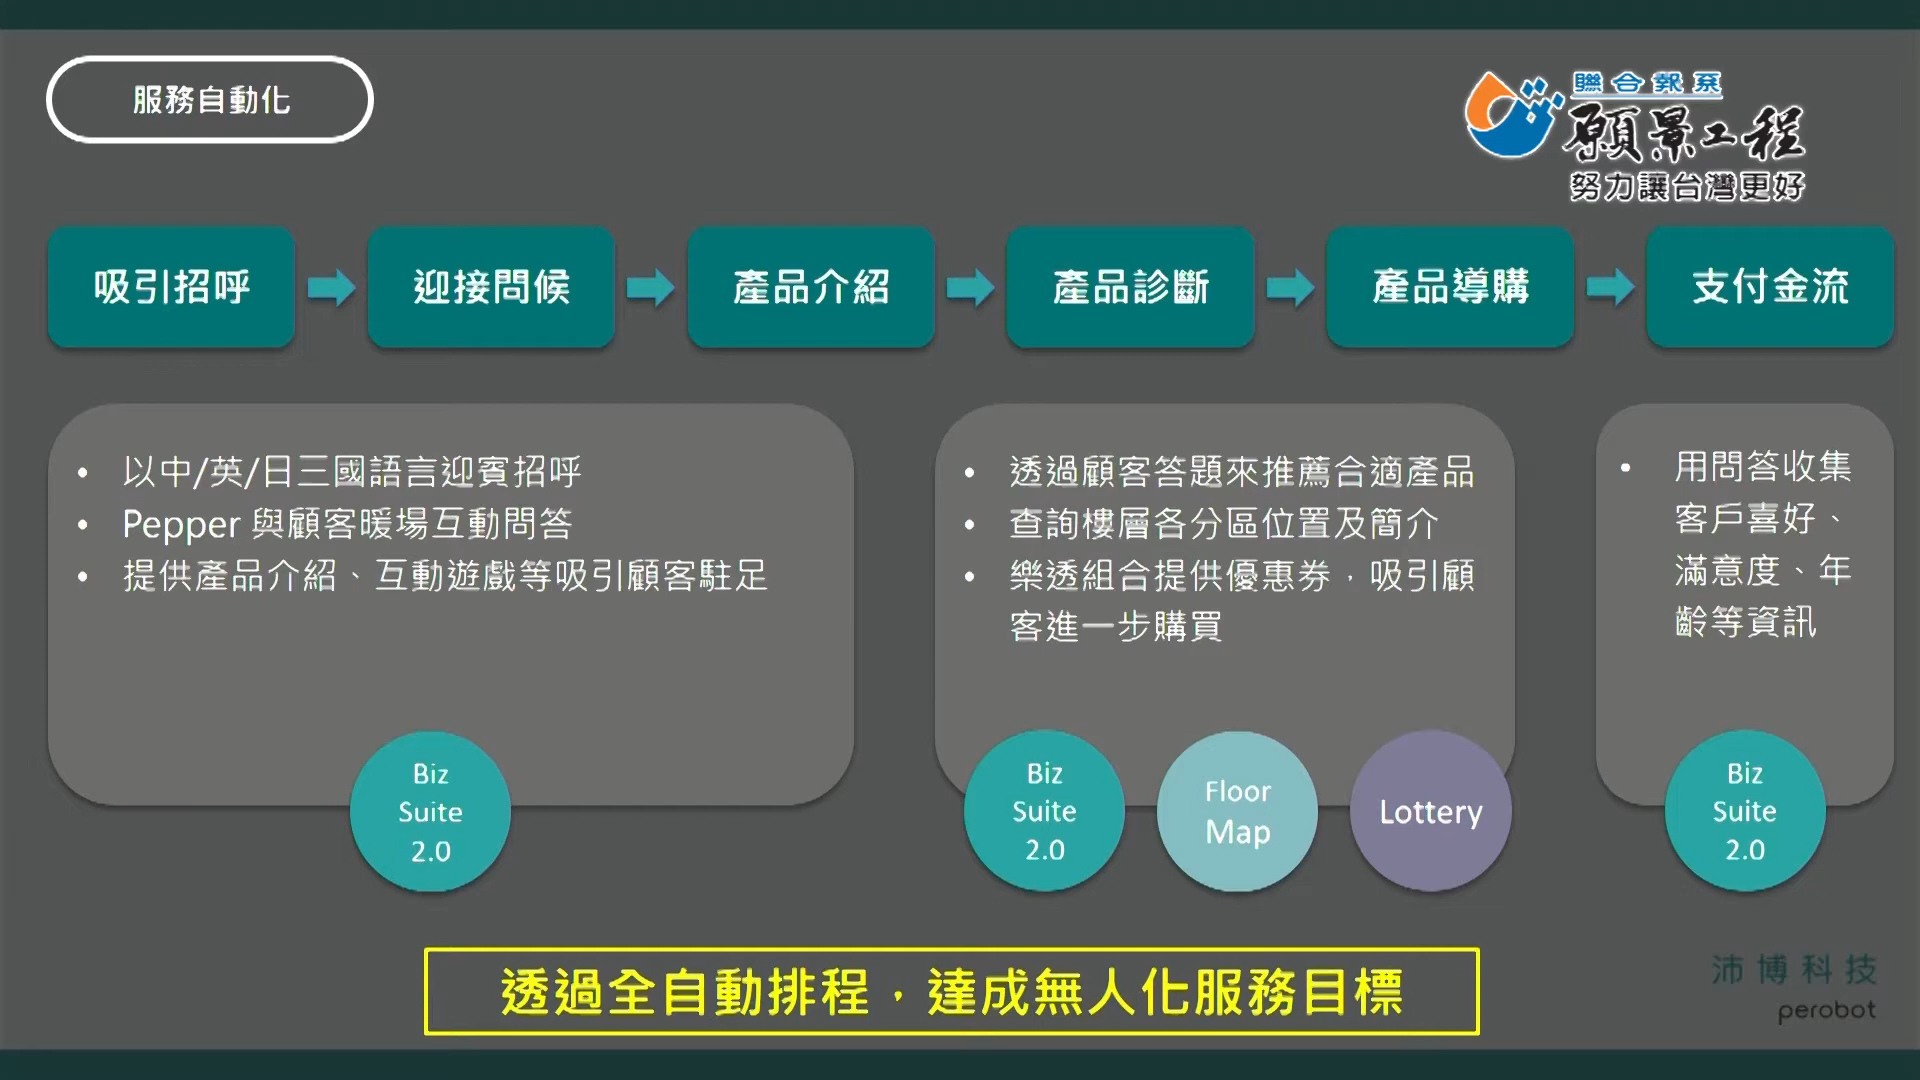 服務自動化
聯合報系
願景工程
努力讓台灣更好
吸引招呼
迎接問候
產品介紹
產品診斷
產品導購
支付金流
• 以中/英/日三國語言迎賓招呼
• Pepper 與顧客暖場互動問答
• 提供產品介紹、互動遊戲等吸引顧客駐足
Biz
Suite
2.0
• 透過顧客答題來推薦合適產品
• 查詢樓層各分區位置及簡介
• 樂透組合提供優惠券，吸引顧
客進一步購買
Biz
Suite
2.0
Floor
Map
Lottery
• 用問答收集
客戶喜好、
滿意度、年
齡等資訊
Biz
Suite
2.0
透過全自動排程，達成無人化服務目標
沛博科技
perobot